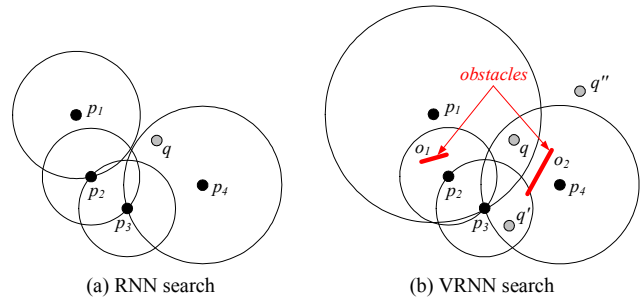 obstacles
q''
p1
p1
q
o1
q
o2
p2
p4
p2
p4
p3
p3
q'
(a) RNN search
(b) VRNN search